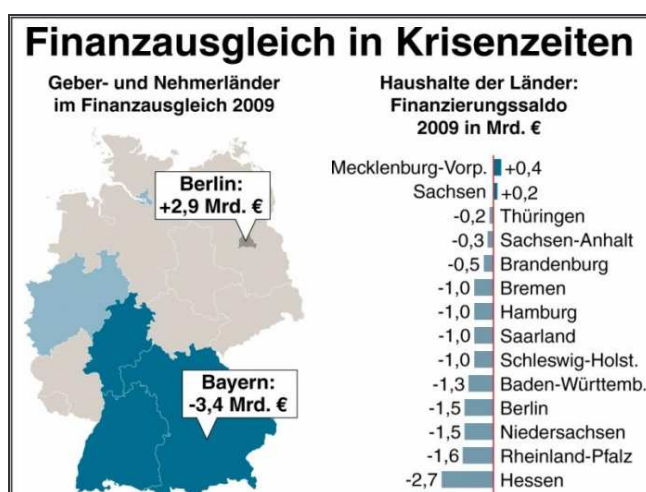 Finanzausgleich in Krisenzeiten
Geber- und Nehmerländer
im Finanzausgleich 2009
Berlin:
+2,9 Mrd. €
Bayern:
-3,4 Mrd. €
Haushalte der Länder:
Finanzierungssaldo
2009 in Mrd. €
Mecklenburg-Vorp. +0,4
Sachsen +0,2
-0,2 Thüringen
-0,3 Sachsen-Anhalt
-0,5 Brandenburg
-1,0 Bremen
-1,0 Hamburg
-1,0 Saarland
-1,0 Schleswig-Holst.
-1,3 Baden-Württemb.
-1,5 Berlin
-1,5 Niedersachsen
-1,6 Rheinland-Pfalz
-2,7 Hessen